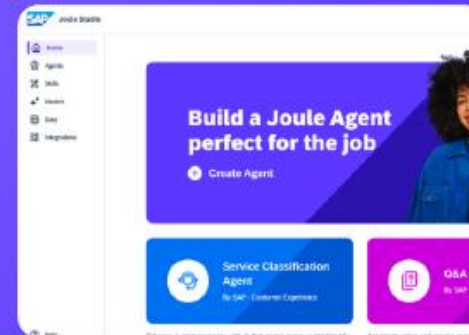 SAP Joule Studio
Home
Agents
Skills
Models
Data
Integrations
Build a Joule Agent
perfect for the job
Create Agent
Service Classification
Agent
By SAP - Customer Experience
Q&A
By SAP